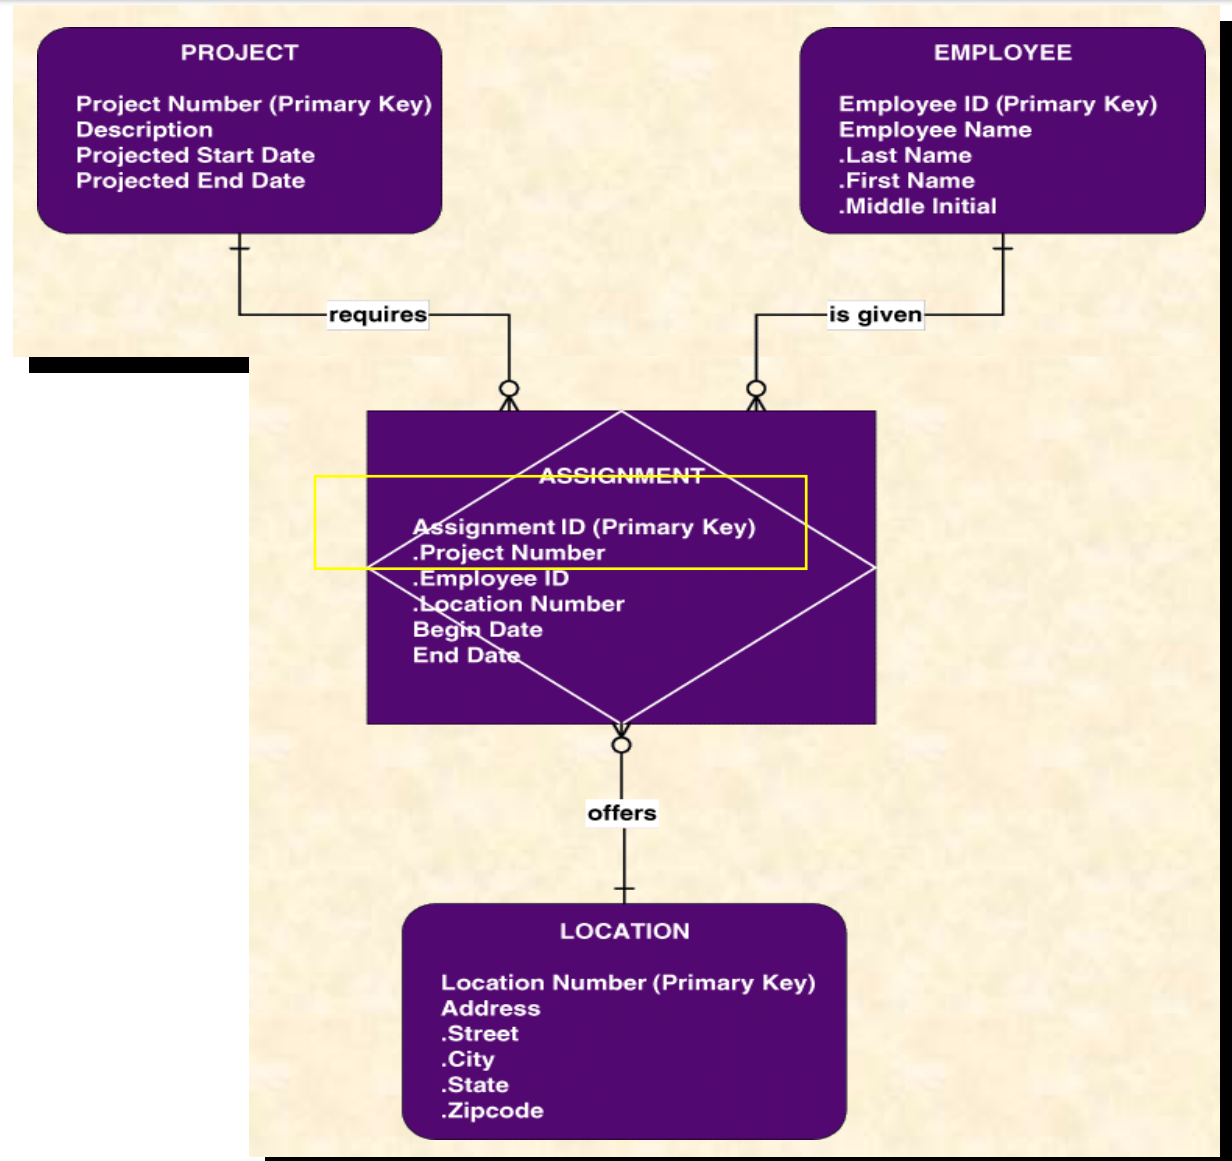 PROJECT
Project Number (Primary Key)
Description
Projected Start Date
Projected End Date
EMPLOYEE
Employee ID (Primary Key)
Employee Name
.Last Name
.First Name
.Middle Initial
requires
is given
ASSIGNMENT
Assignment ID (Primary Key)
.Project Number
.Employee ID
.Location Number
Begin Date
End Date
offers
LOCATION
Location Number (Primary Key)
Address
.Street
.City
.State
.Zipcode